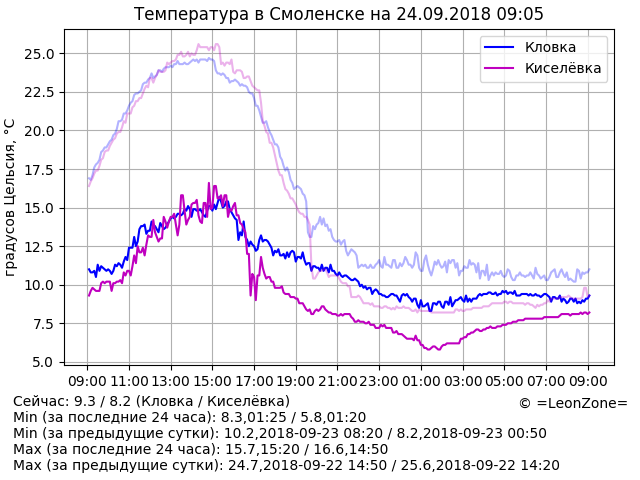 Температура в Смоленске на 24.09.2018 09:05
Кловка
Киселёвка
градусов Цельсия, °C
25.0
22.5
20.0
17.5
15.0
12.5
10.0
7.5
5.0
09:00 11:00 13:00 15:00 17:00 19:00 21:00 23:00 01:00 03:00 05:00 07:00 09:00
Сейчас: 9.3 / 8.2 (Кловка / Киселёвка)
© =LeonZone=
Min (за последние 24 часа): 8.3,01:25 / 5.8,01:20
Min (за предыдущие сутки): 10.2,2018-09-23 08:20 / 8.2,2018-09-23 00:50
Max (за последние 24 часа): 15.7,15:20 / 16.6,14:50
Max (за предыдущие сутки): 24.7,2018-09-22 14:50 / 25.6,2018-09-22 14:20